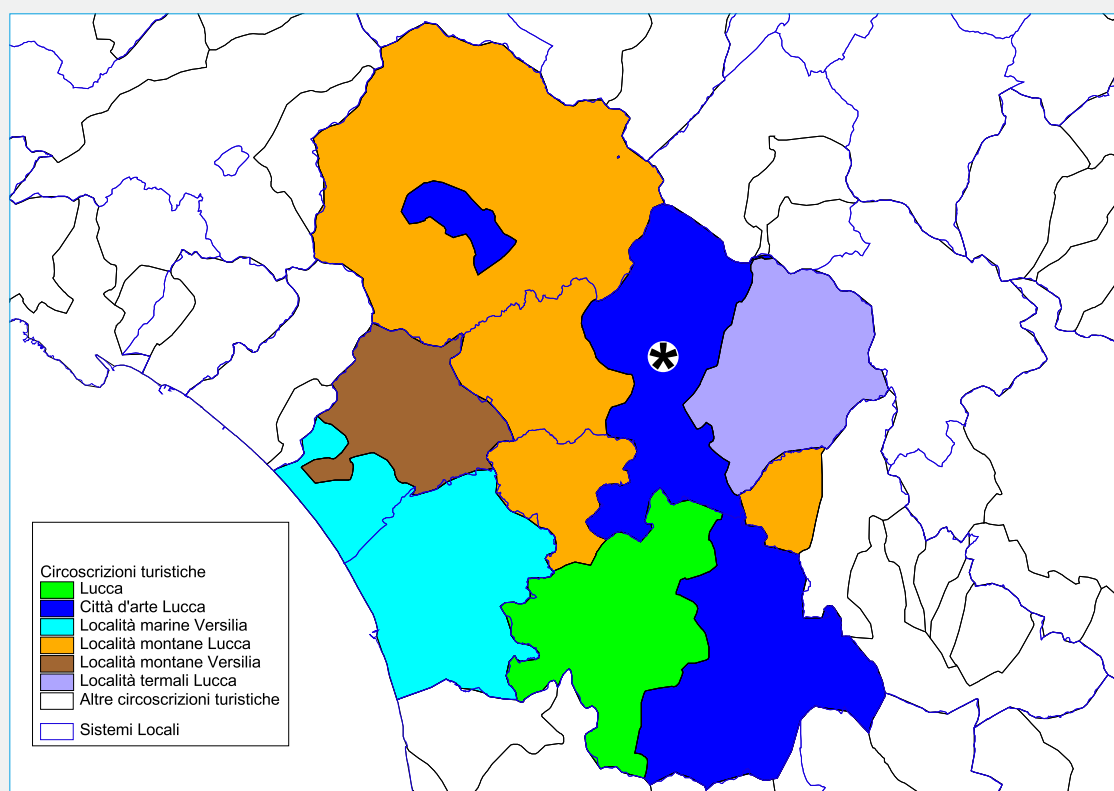 Circoscrizioni turistiche
Lucca
Città d'arte Lucca
Località marine Versilia
Località montane Lucca
Località montane Versilia
Località termali Lucca
Altre circoscrizioni turistiche
Sistemi Locali